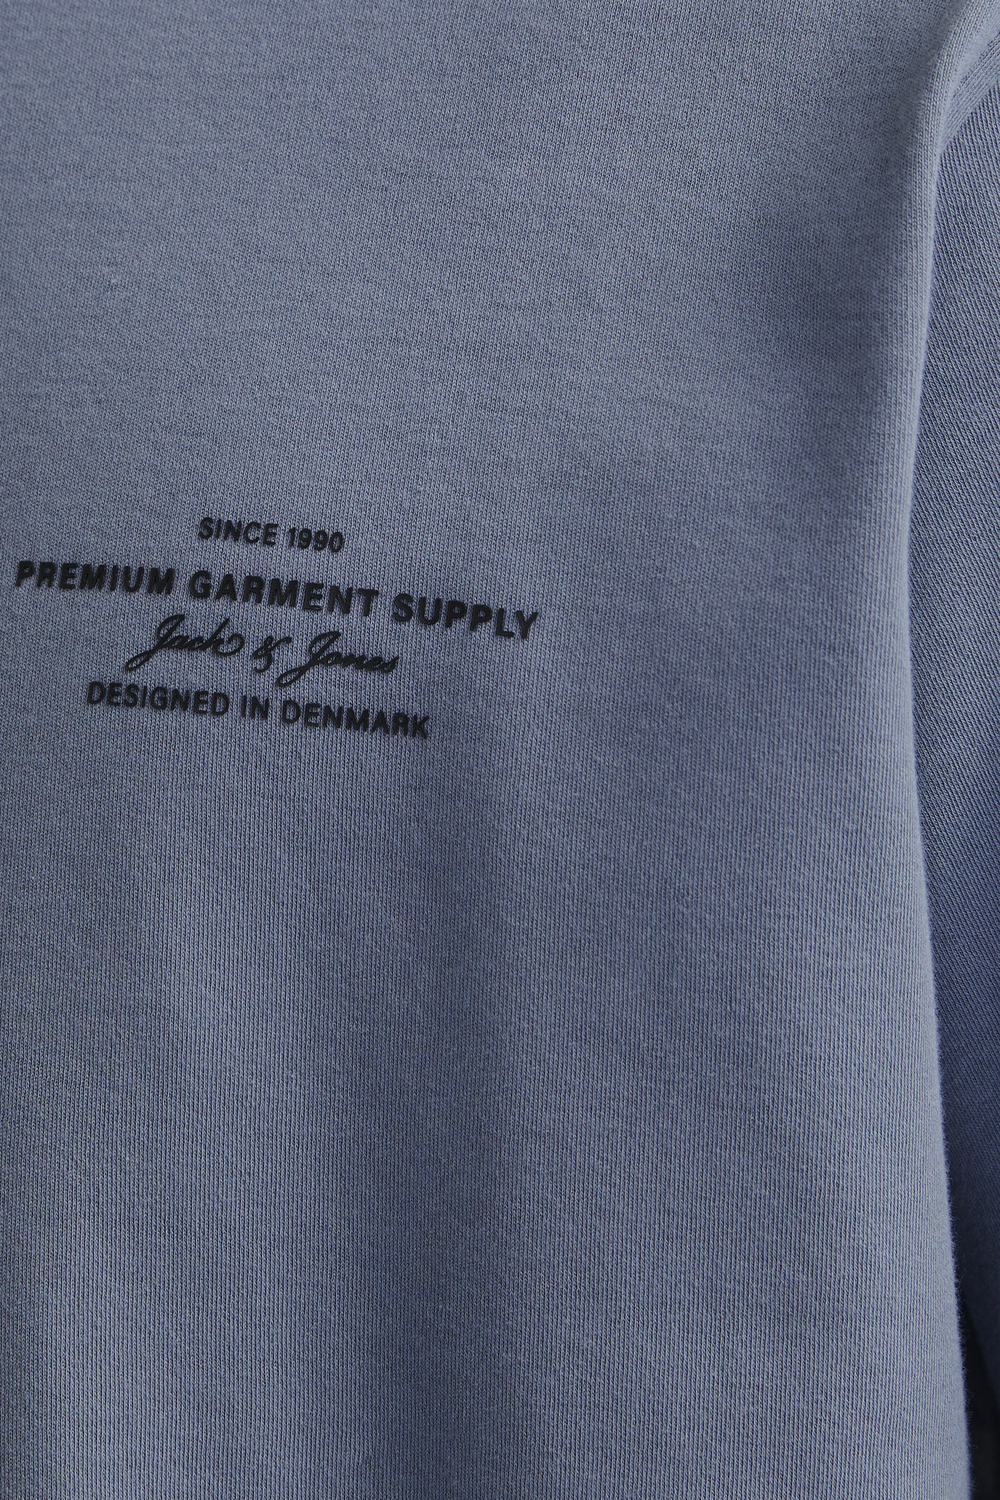 SINCE 1990
PREMIUM GARMENT SUPPLY
Jack & Jones
DESIGNED IN DENMARK